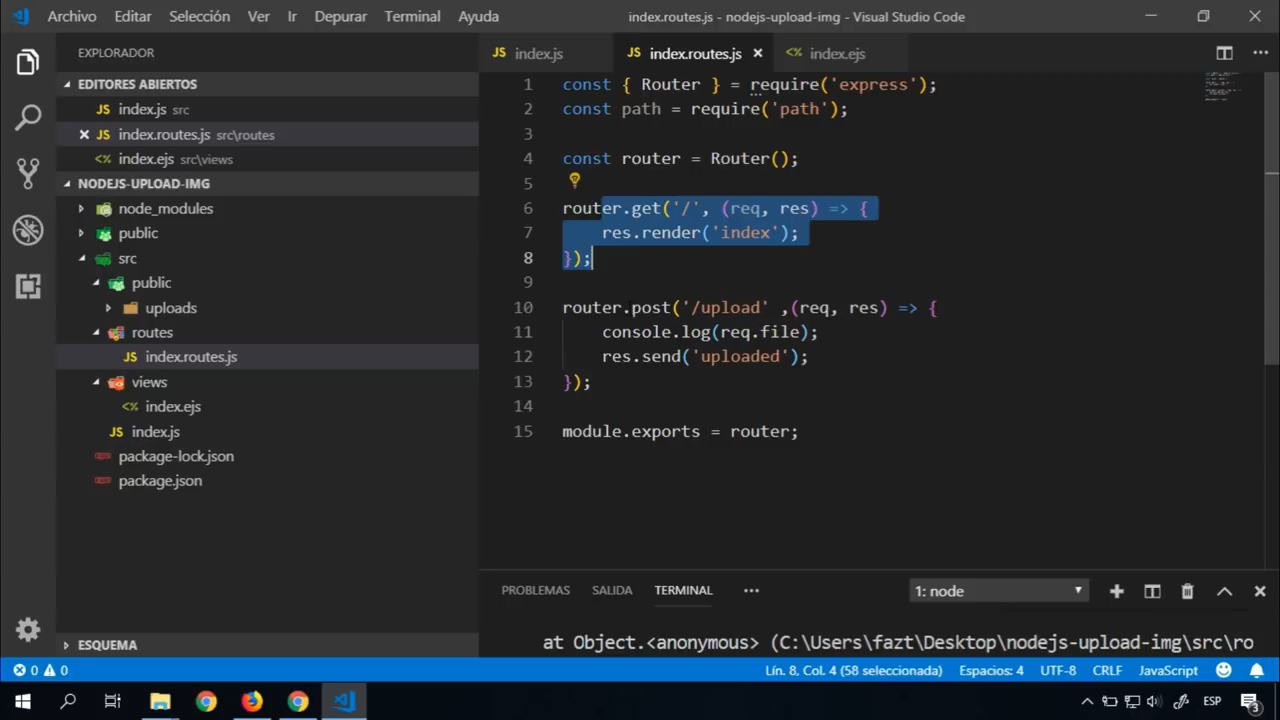 Archivo Editar Selección Ver Ir Depurar Terminal Ayuda index.routes.js - nodejs-upload-img - Visual Studio Code
EXPLORADOR
EDITORES ABIERTOS
JS index.js src
JS index.routes.js src\routes
<%> index.ejs src\views
NODEJS-UPLOAD-IMG
node_modules
public
src
public
uploads
routes
JS index.routes.js
views
<%> index.ejs
JS index.js
package-lock.json
package.json
ESQUEMA
JS index.js JS index.routes.js <%> index.ejs
1 const { Router } = require('express');
2 const path = require('path');
3
4 const router = Router();
5
6 router.get('/', (req, res) => {
7 res.render('index');
8 });
9
10 router.post('/upload' ,(req, res) => {
11 console.log(req.file);
12 res.send('uploaded');
13 });
14
15 module.exports = router;
PROBLEMAS SALIDA TERMINAL 1: node
at Object.<anonymous> (C:\Users\fazt\Desktop\nodejs-upload-img\src\ro
0 0 Lín. 8, Col. 4 (58 seleccionada) Espacios: 4 UTF-8 CRLF JavaScript
ESP 3